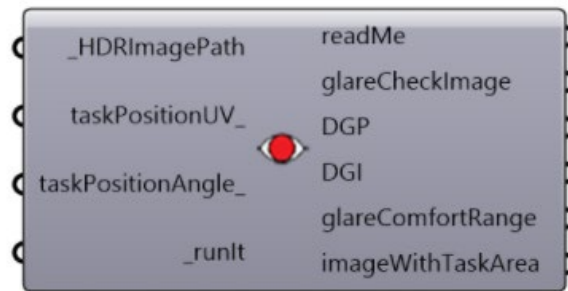 _HDRImagePath
taskPositionUV_
taskPositionAngle_
_runIt
readMe
glareCheckImage
DGP
DGI
glareComfortRange
imageWithTaskArea